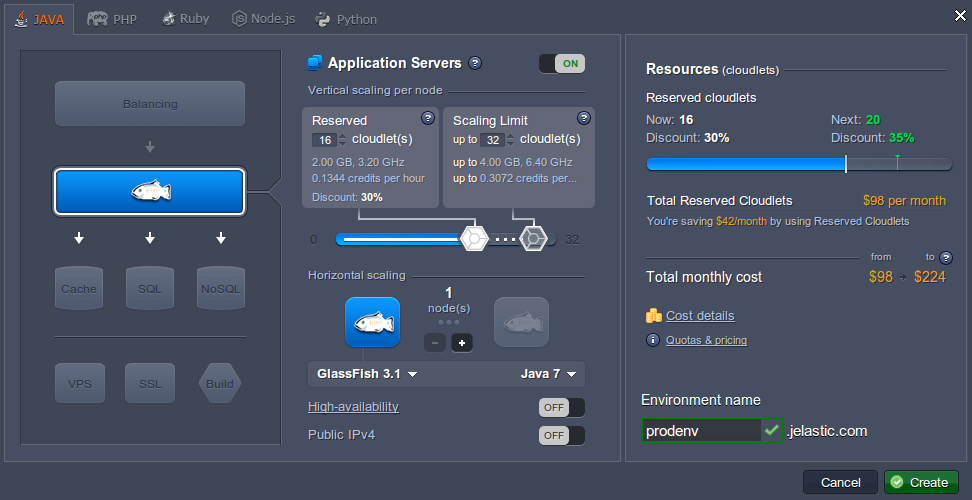 JAVA PHP Ruby Node.js Python
Balancing
Cache SQL NoSQL
VPS SSL Build
Application Servers ? ON
Vertical scaling per node
Reserved ?
16 cloudlet(s)
2.00 GB, 3.20 GHz
0.1344 credits per hour
Discount: 30%
Scaling Limit ?
up to 32 cloudlet(s)
up to 4.00 GB, 6.40 GHz
up to 0.3072 credits per...
0 32
Horizontal scaling
1
node(s)
− +
GlassFish 3.1 Java 7
High-availability OFF
Public IPv4 OFF
Resources (cloudlets)
Reserved cloudlets
Now: 16 Next: 20
Discount: 30% Discount: 35%
Total Reserved Cloudlets $98 per month
You're saving $42/month by using Reserved Cloudlets
from to ?
Total monthly cost $98 $224
Cost details
i Quotas & pricing
Environment name
prodenv .jelastic.com
Cancel Create